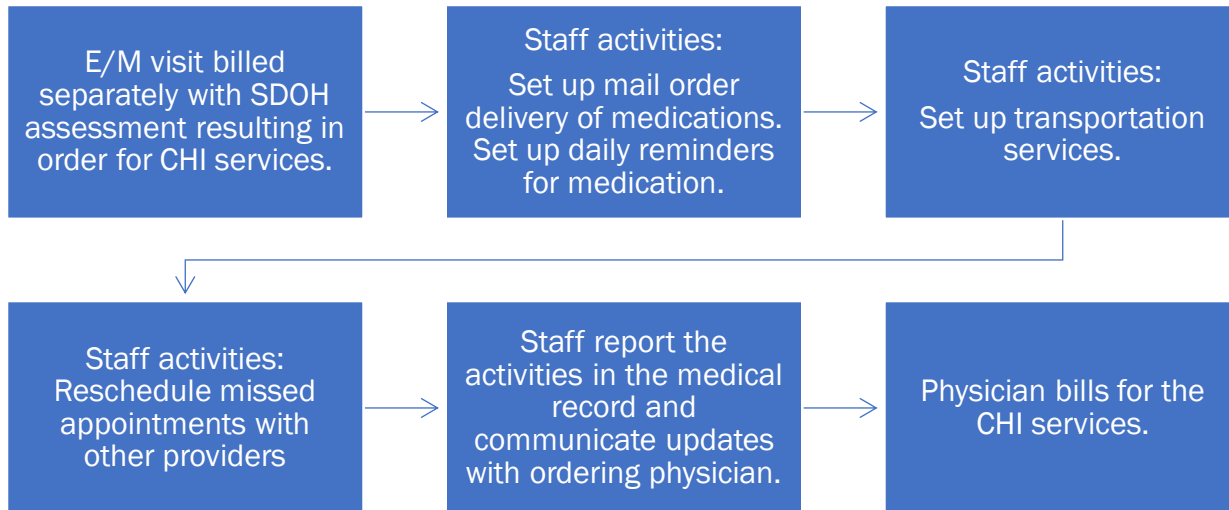 E/M visit billed
separately with SDOH
assessment resulting in
order for CHI services.
Staff activities:
Set up mail order
delivery of medications.
Set up daily reminders
for medication.
Staff activities:
Set up transportation
services.
Staff activities:
Reschedule missed
appointments with
other providers
Staff report the
activities in the medical
record and
communicate updates
with ordering physician.
Physician bills for the
CHI services.